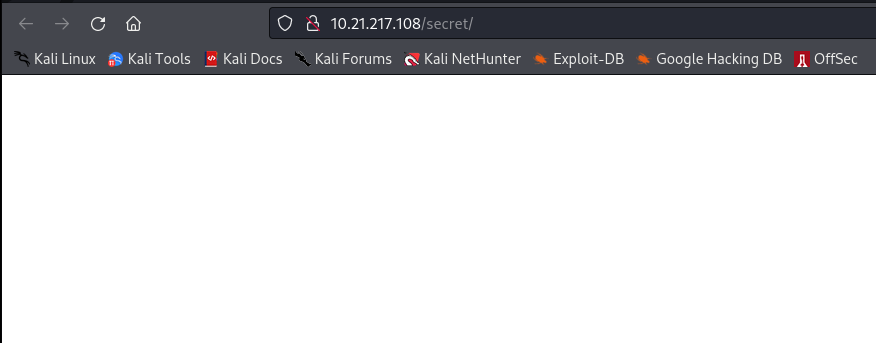 10.21.217.108/secret/
Kali Linux Kali Tools Kali Docs Kali Forums Kali NetHunter Exploit-DB Google Hacking DB OffSec